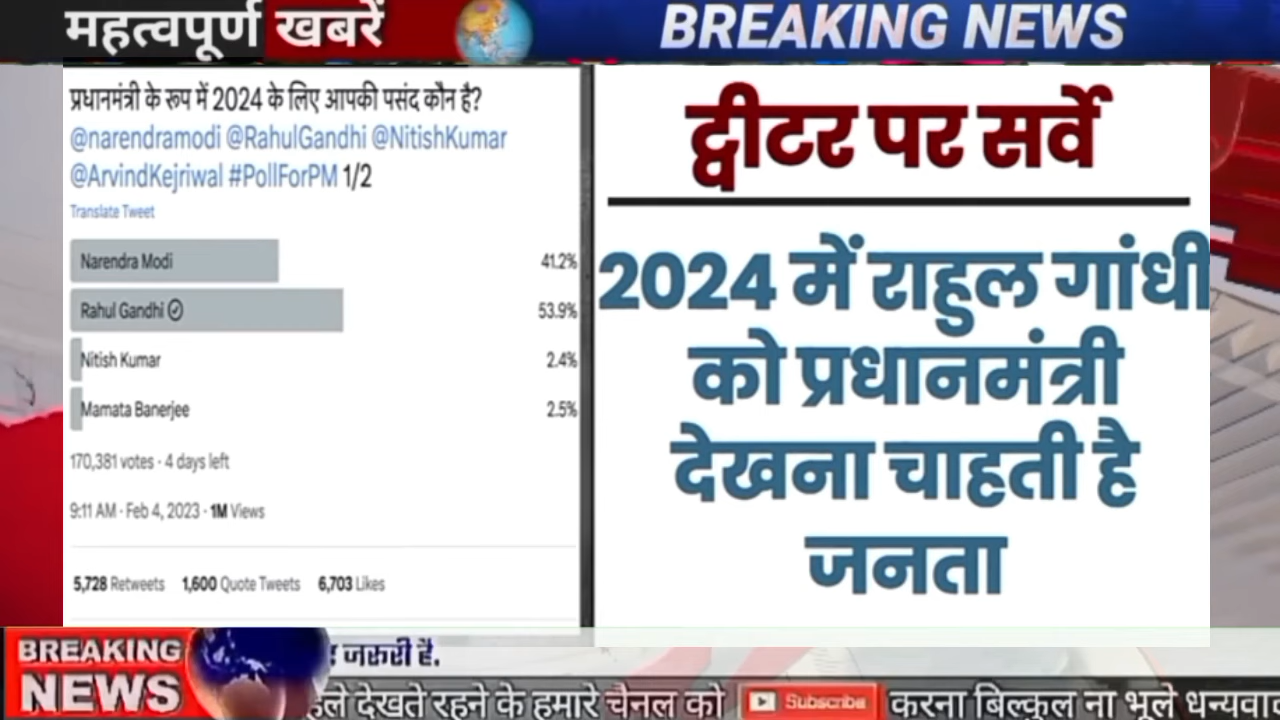 महत्वपूर्ण खबरें
BREAKING NEWS
प्रधानमंत्री के रूप में 2024 के लिए आपकी पसंद कौन है?
@narendramodi @RahulGandhi @NitishKumar
@ArvindKejriwal #PollForPM 1/2
Translate Tweet
Narendra Modi 41.2%
Rahul Gandhi 53.9%
Nitish Kumar 2.4%
Mamata Banerjee 2.5%
170,381 votes · 4 days left
9:11 AM · Feb 4, 2023 · 1M Views
5,728 Retweets 1,600 Quote Tweets 6,703 Likes
ट्वीटर पर सर्वे
2024 में राहुल गांधी
को प्रधानमंत्री
देखना चाहती है
जनता
BREAKING
NEWS
जरूरी है.
देखते रहने के हमारे चैनल को Subscribe करना बिल्कुल ना भूले धन्यवाद